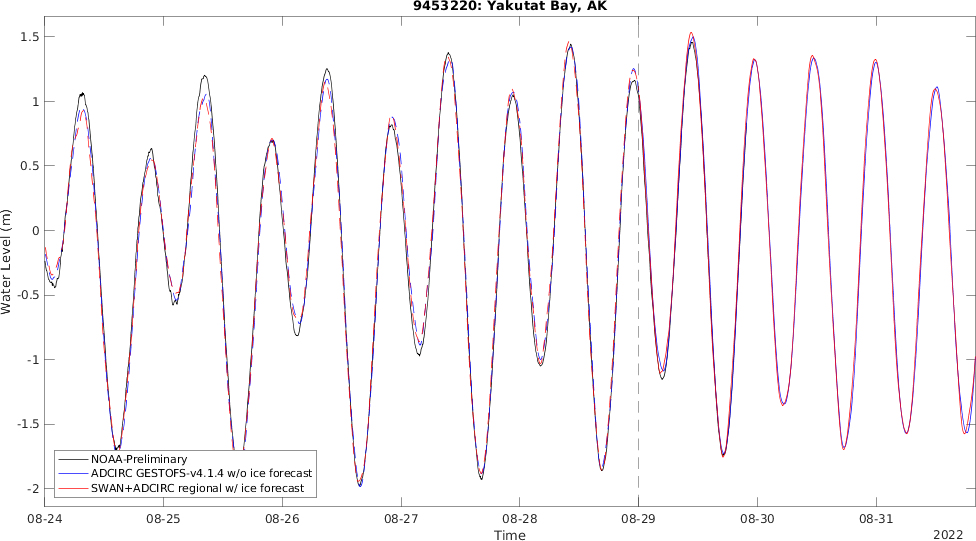 9453220: Yakutat Bay, AK
Water Level (m)
1.5
1
0.5
0
-0.5
-1
-1.5
-2
NOAA-Preliminary
ADCIRC GESTOFS-v4.1.4 w/o ice forecast
SWAN+ADCIRC regional w/ ice forecast
08-24 08-25 08-26 08-27 08-28 08-29 08-30 08-31
Time
2022